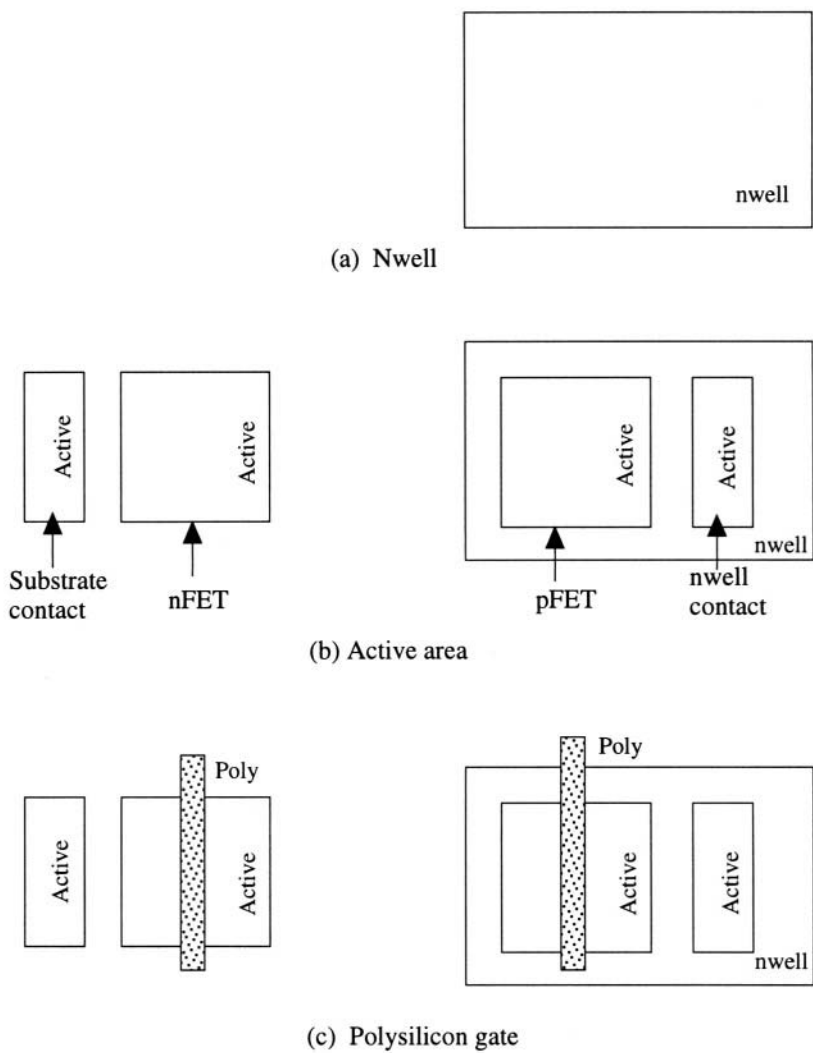 nwell
(a) Nwell
Active
Active
Active
Active
nwell
Substrate
contact
nFET
pFET
nwell
contact
(b) Active area
Poly
Poly
Active
Active
Active
Active
nwell
(c) Polysilicon gate